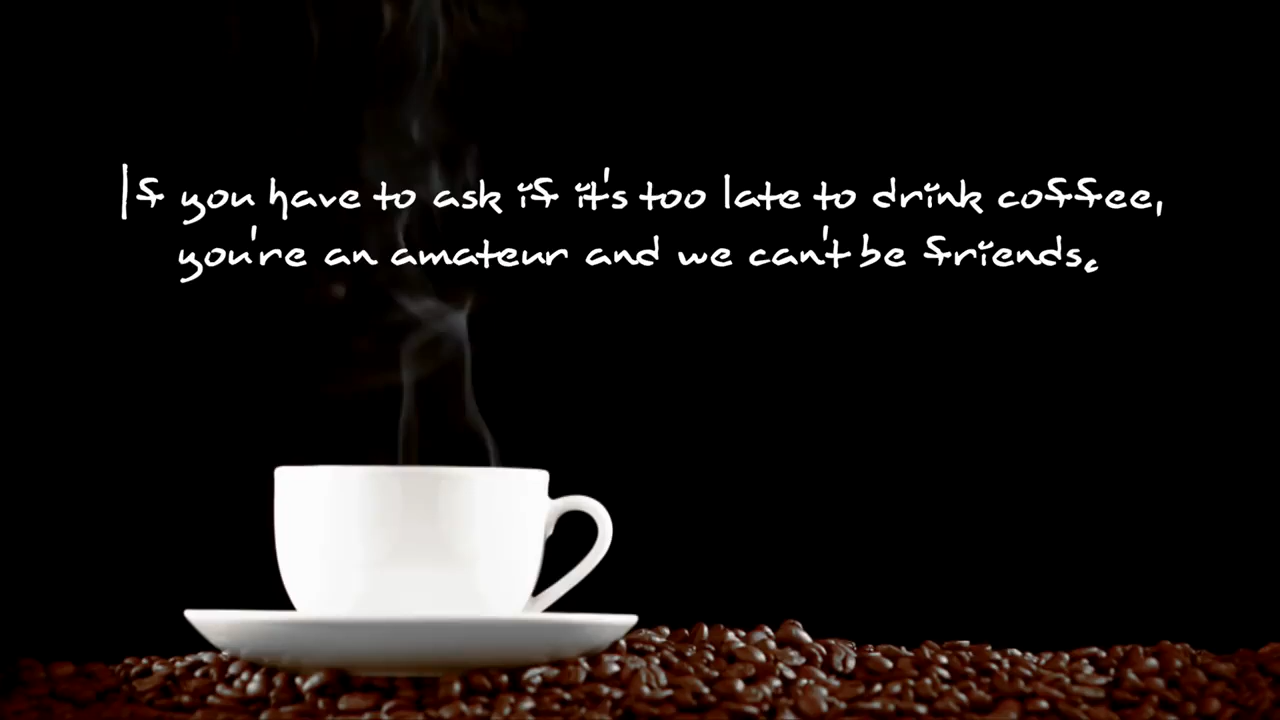 If you have to ask if it's too late to drink coffee,
you're an amateur and we can't be friends.